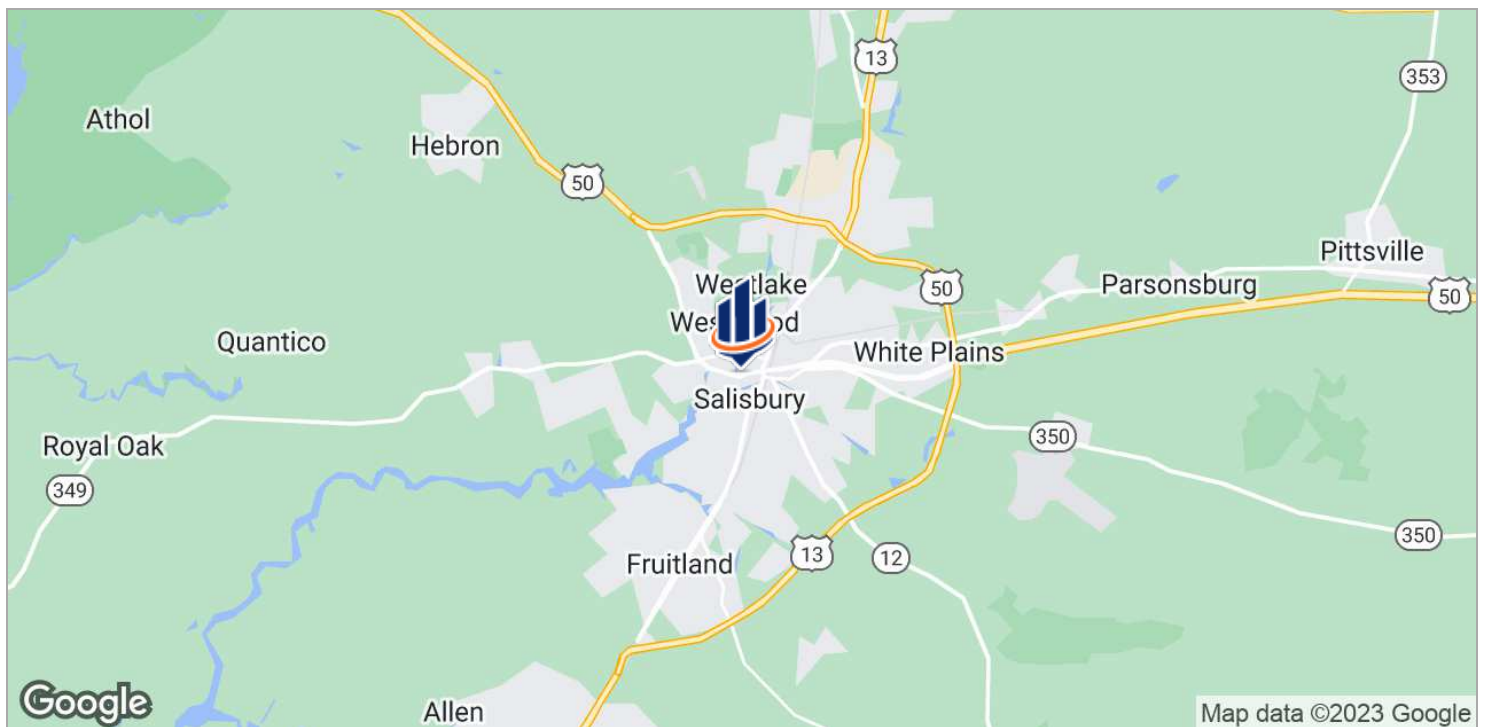 13
353
Athol
Hebron
50
Pittsville
Westlake
50
Parsonsburg
50
Quantico
White Plains
Salisbury
Royal Oak
350
349
350
Fruitland
13
12
Google
Allen
Map data ©2023 Google